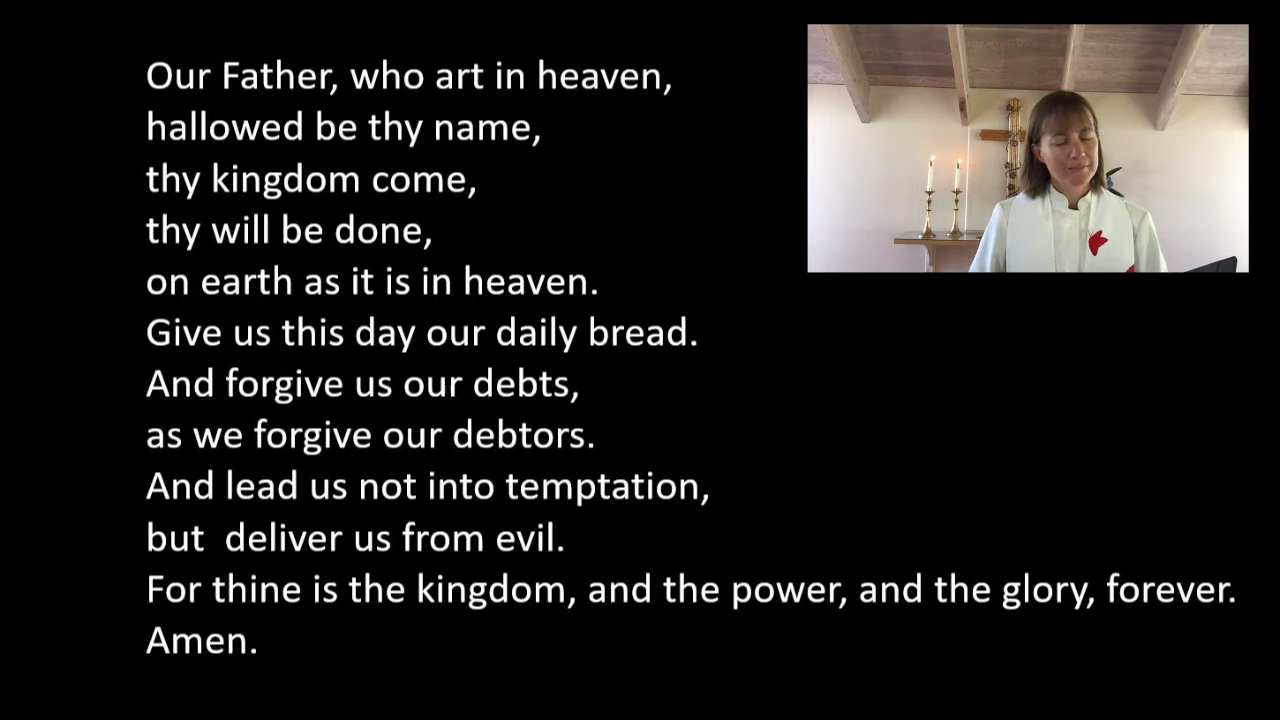 Our Father, who art in heaven,
hallowed be thy name,
thy kingdom come,
thy will be done,
on earth as it is in heaven.
Give us this day our daily bread.
And forgive us our debts,
as we forgive our debtors.
And lead us not into temptation,
but  deliver us from evil.
For thine is the kingdom, and the power, and the glory, forever.
Amen.